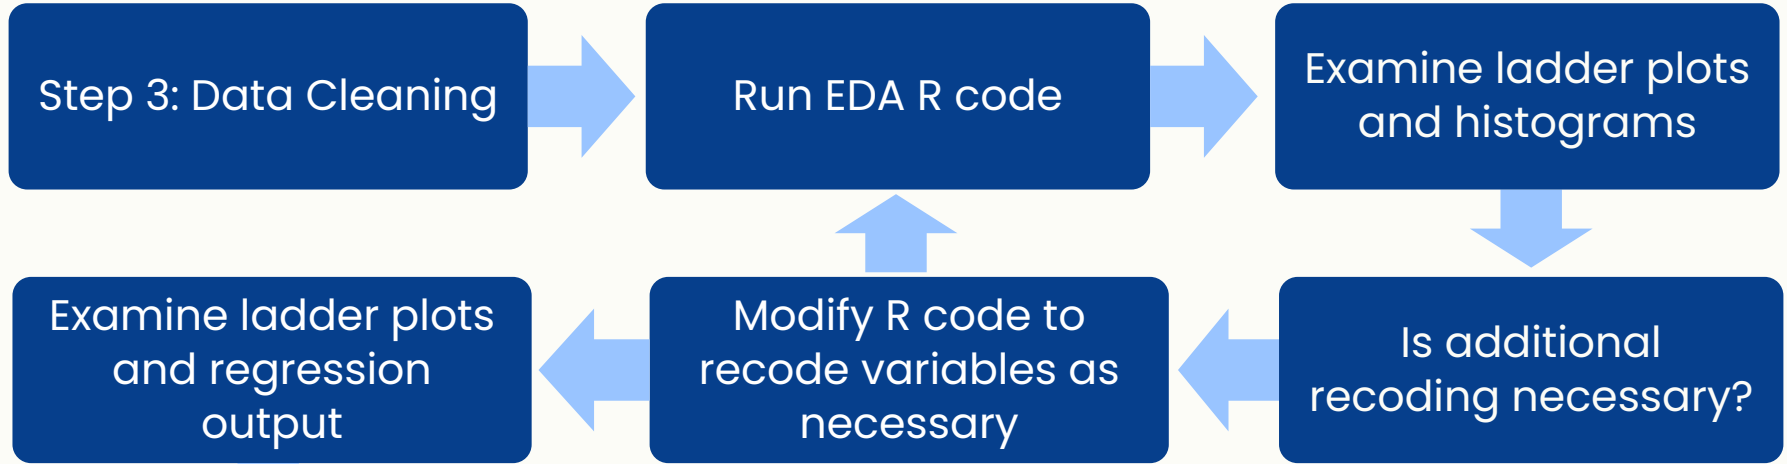 Step 3: Data Cleaning
Run EDA R code
Examine ladder plots
and histograms
Is additional
recoding necessary?
Modify R code to
recode variables as
necessary
Examine ladder plots
and regression
output